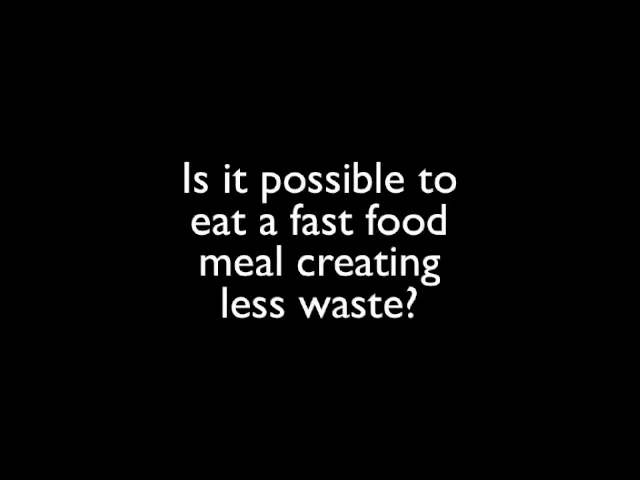 Is it possible to
eat a fast food
meal creating
less waste?